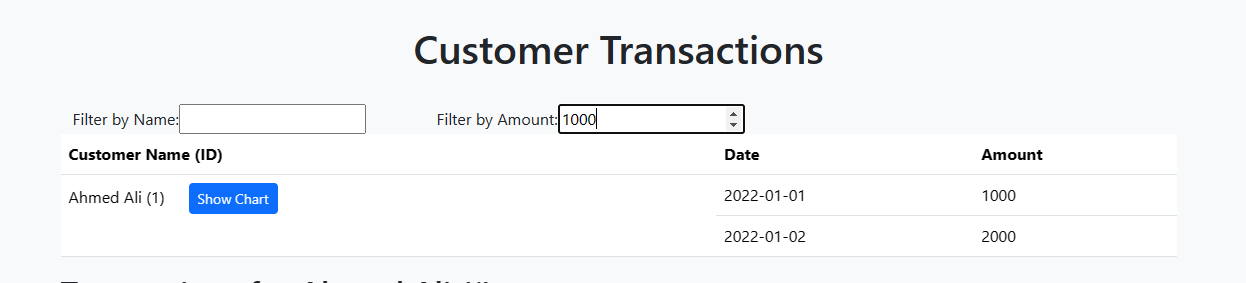 Customer Transactions
Filter by Name: Filter by Amount: 1000
Customer Name (ID) Date Amount
Ahmed Ali (1) Show Chart 2022-01-01 1000
2022-01-02 2000